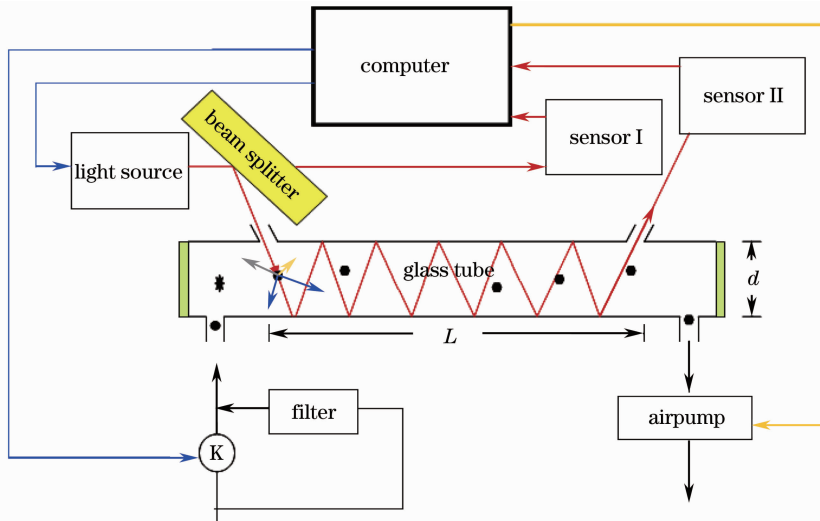 computer
sensor II
sensor I
beam splitter
light source
glass tube
d
L
filter
K
airpump